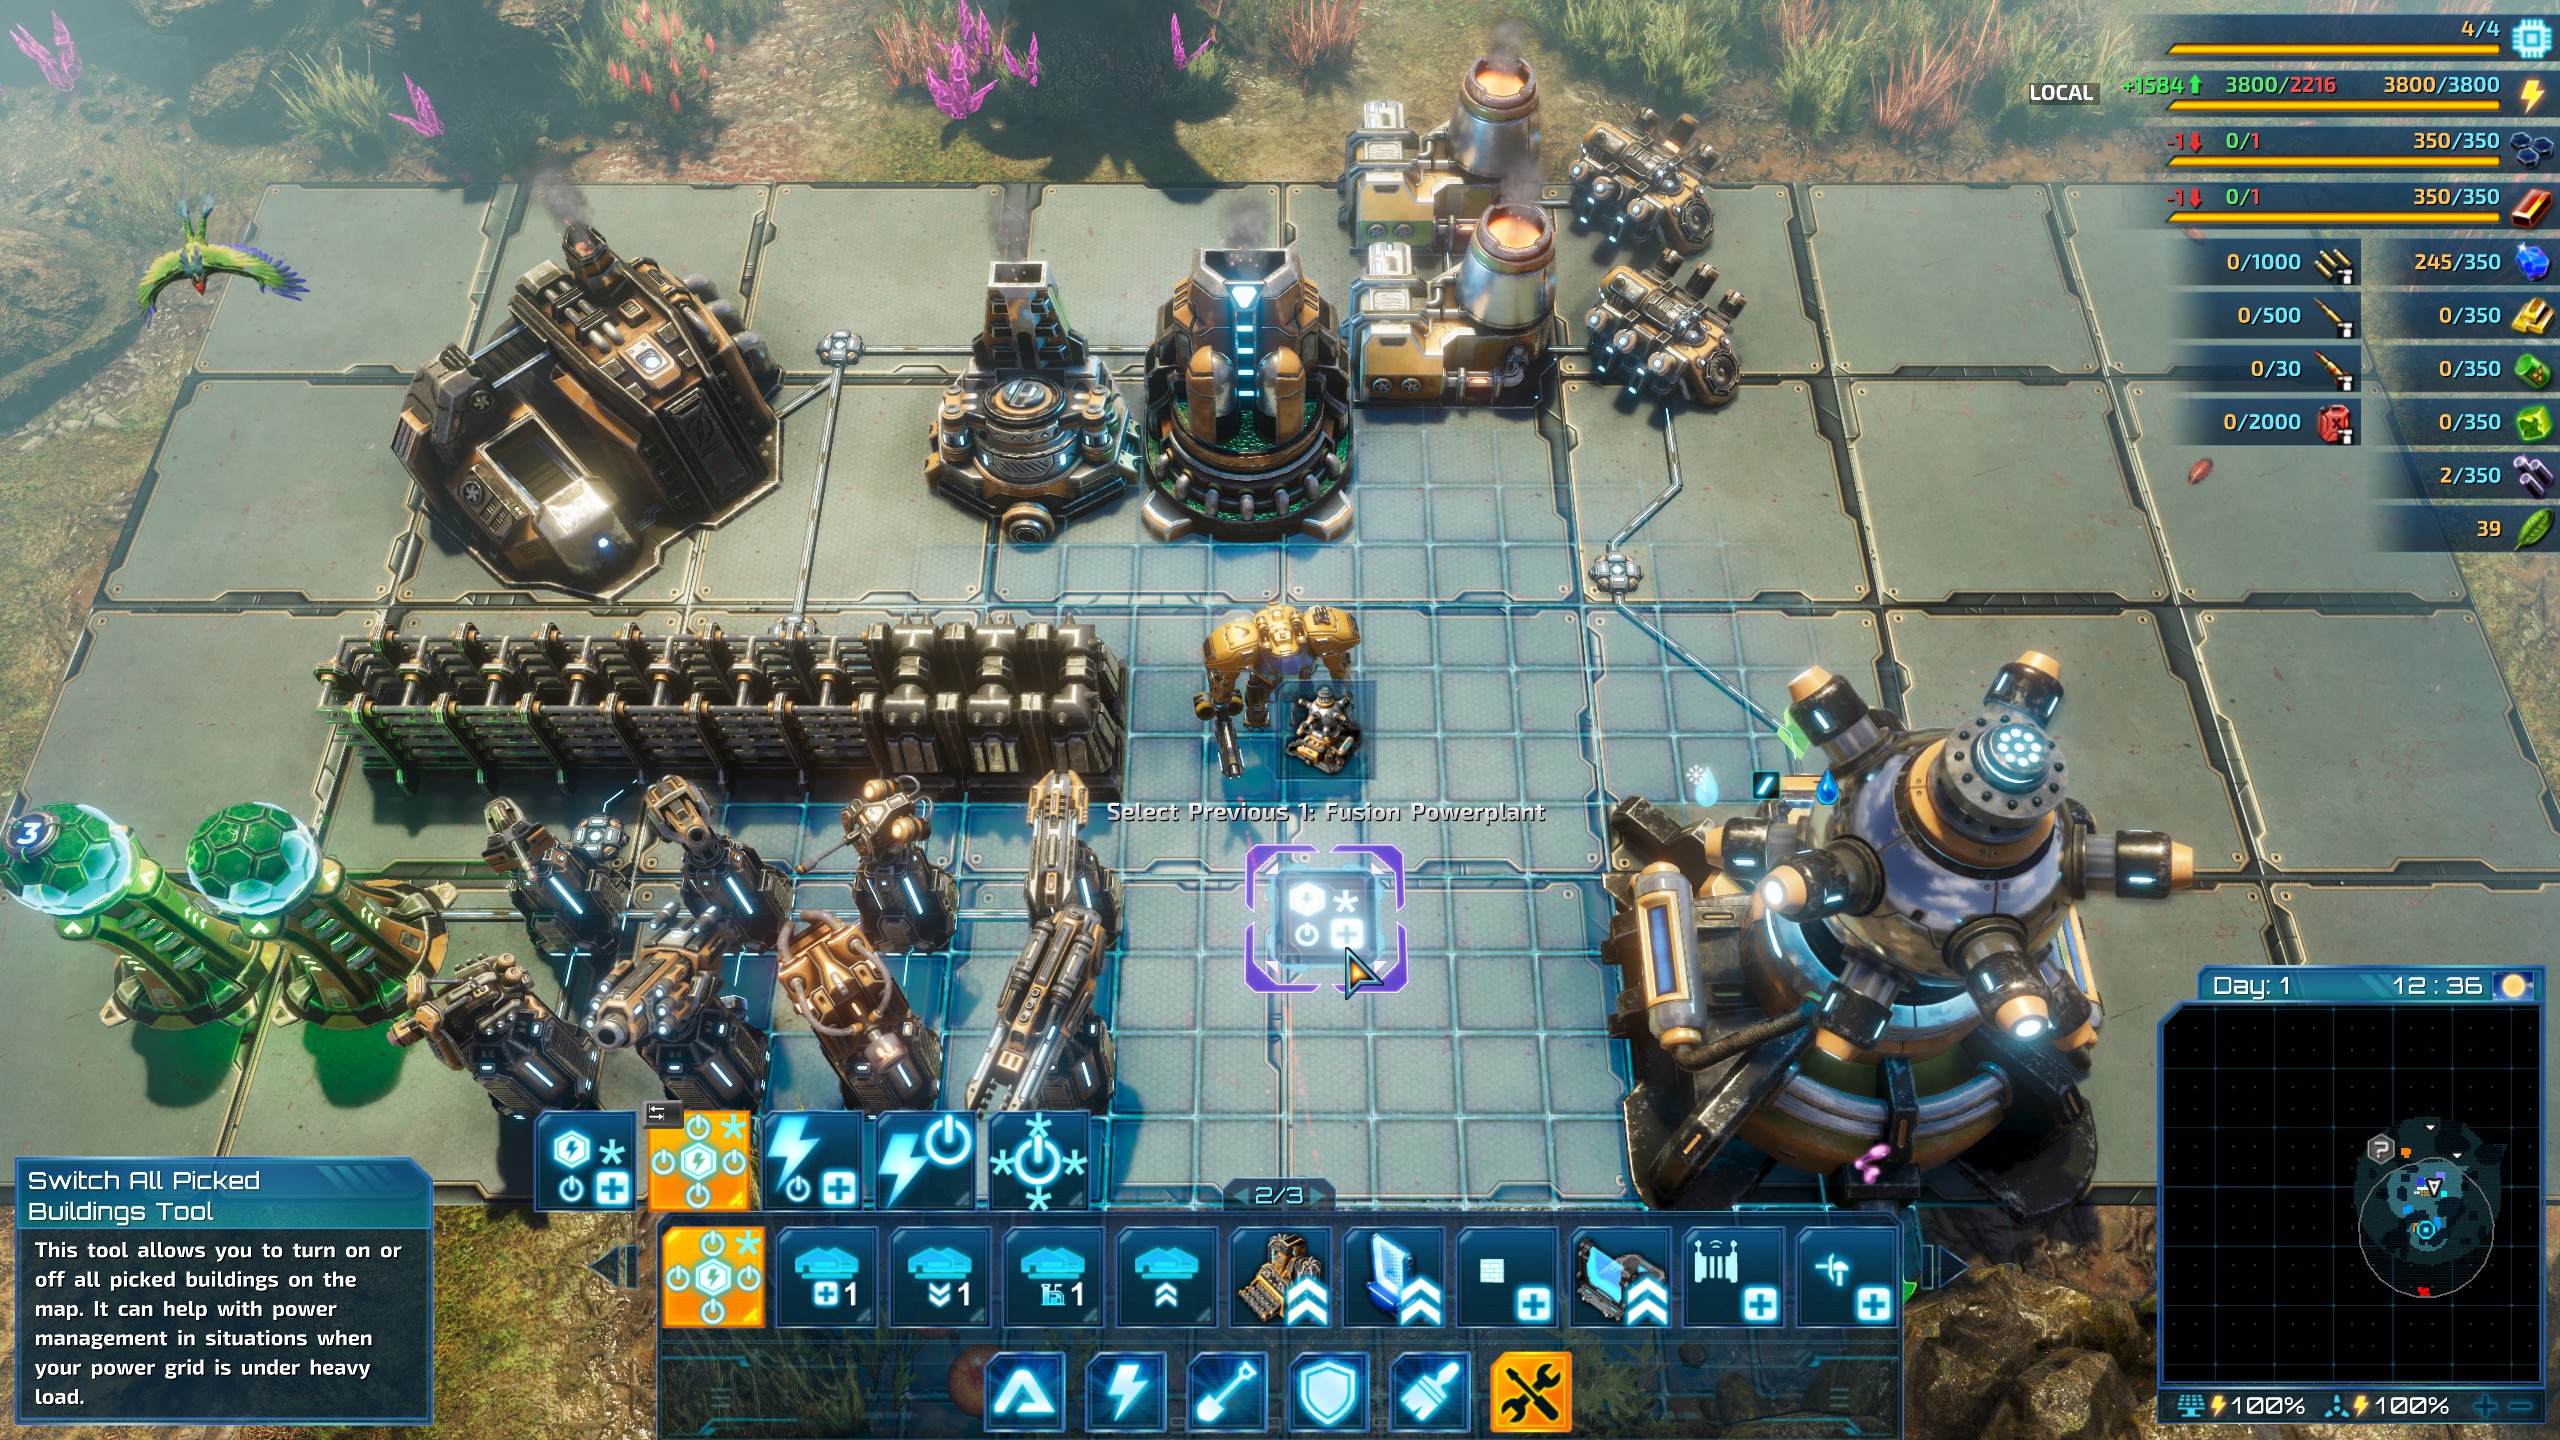 4/4
LOCAL
+1584 3800/2216 3800/3800
-1 0/1 350/350
-1 0/1 350/350
0/1000 245/350
0/500 0/350
0/30 0/350
0/2000 0/350
2/350
39
3
Select Previous 1: Fusion Powerplant
Day: 1 12:36
?
100% 100%
2/3
1
1
1
Switch All Picked
Buildings Tool
This tool allows you to turn on or
off all picked buildings on the
map. It can help with power
management in situations when
your power grid is under heavy
load.